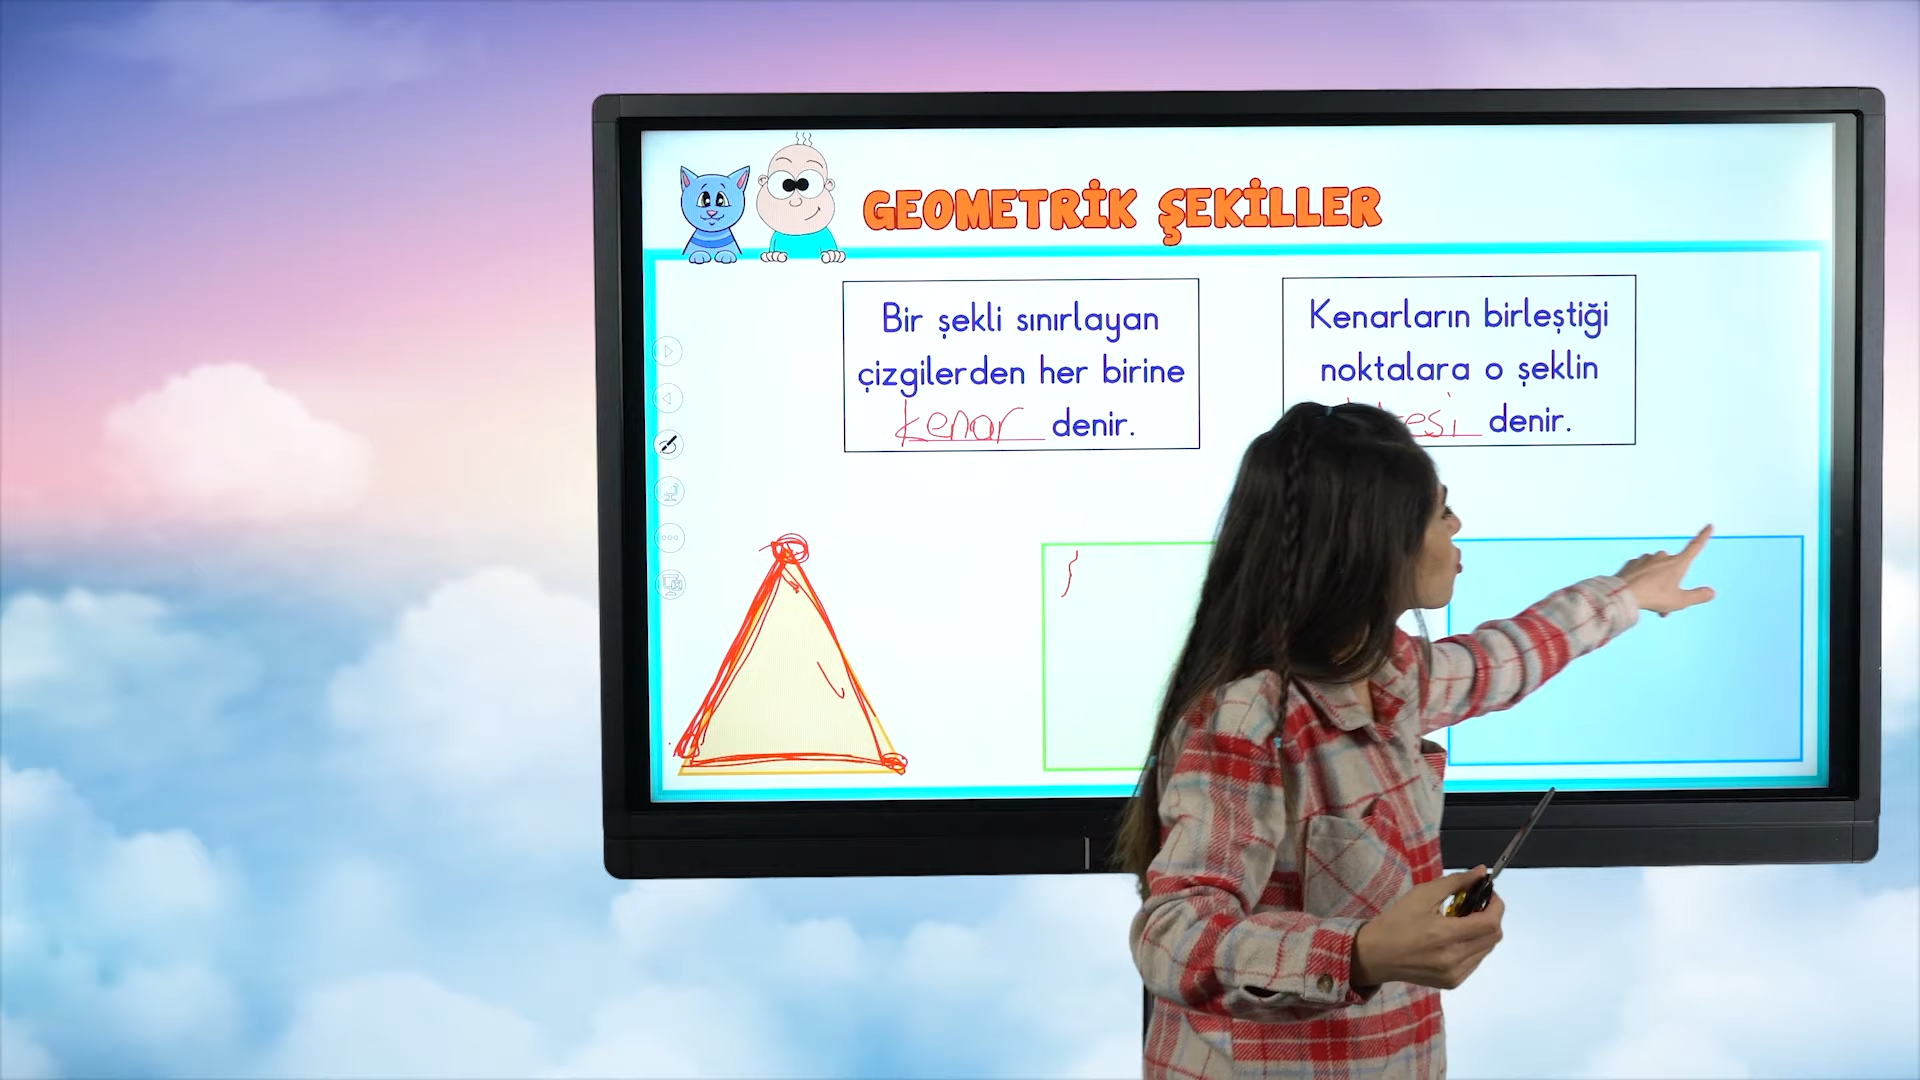 GEOMETRİK ŞEKİLLER
Bir şekli sınırlayan
çizgilerden her birine
kenar denir.
Kenarların birleştiği
noktalara o şeklin
denir.